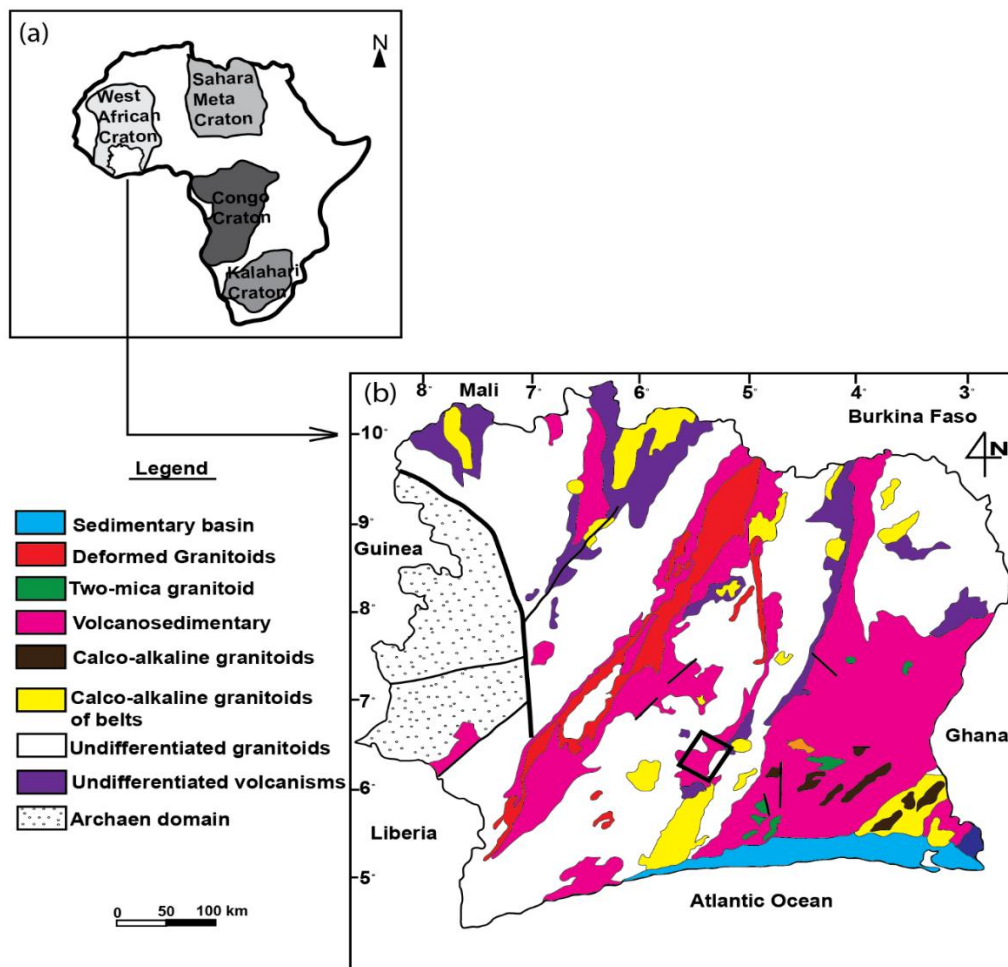 (a)
N
West
African
Craton
Sahara
Meta
Craton
Congo
Craton
Kalahari
Craton
(b)
8° Mali 7° 6° 5° 4° 3°
Burkina Faso
N
10°
9°
Guinea
8°
7°
Ghana
6°
Liberia
5°
Atlantic Ocean
Legend
Sedimentary basin
Deformed Granitoids
Two-mica granitoid
Volcanosedimentary
Calco-alkaline granitoids
Calco-alkaline granitoids
of belts
Undifferentiated granitoids
Undifferentiated volcanisms
Archaen domain
0 50 100 km